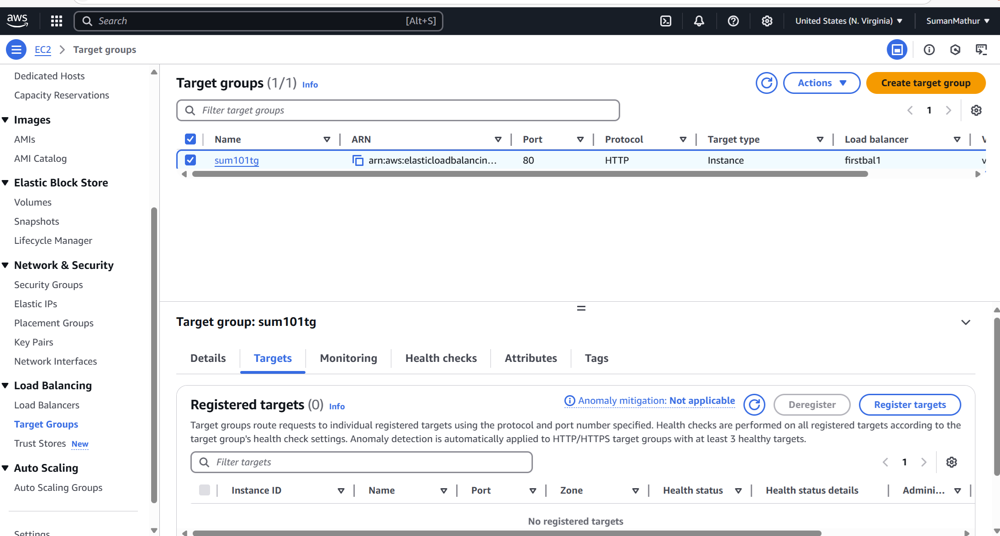 aws
Search
[Alt+S]
United States (N. Virginia)
SumanMathur
EC2
Target groups
Dedicated Hosts
Capacity Reservations
Images
AMIs
AMI Catalog
Elastic Block Store
Volumes
Snapshots
Lifecycle Manager
Network & Security
Security Groups
Elastic IPs
Placement Groups
Key Pairs
Network Interfaces
Load Balancing
Load Balancers
Target Groups
Trust Stores New
Auto Scaling
Auto Scaling Groups
Settings
Target groups (1/1) Info
Actions
Create target group
Filter target groups
1
Name ARN Port Protocol Target type Load balancer
sum101tg arn:aws:elasticloadbalancin... 80 HTTP Instance firstbal1
Target group: sum101tg
Details Targets Monitoring Health checks Attributes Tags
Registered targets (0) Info
Anomaly mitigation: Not applicable
Deregister
Register targets
Target groups route requests to individual registered targets using the protocol and port number specified. Health checks are performed on all registered targets according to the
target group's health check settings. Anomaly detection is automatically applied to HTTP/HTTPS target groups with at least 3 healthy targets.
Filter targets
1
Instance ID Name Port Zone Health status Health status details Admini...
No registered targets